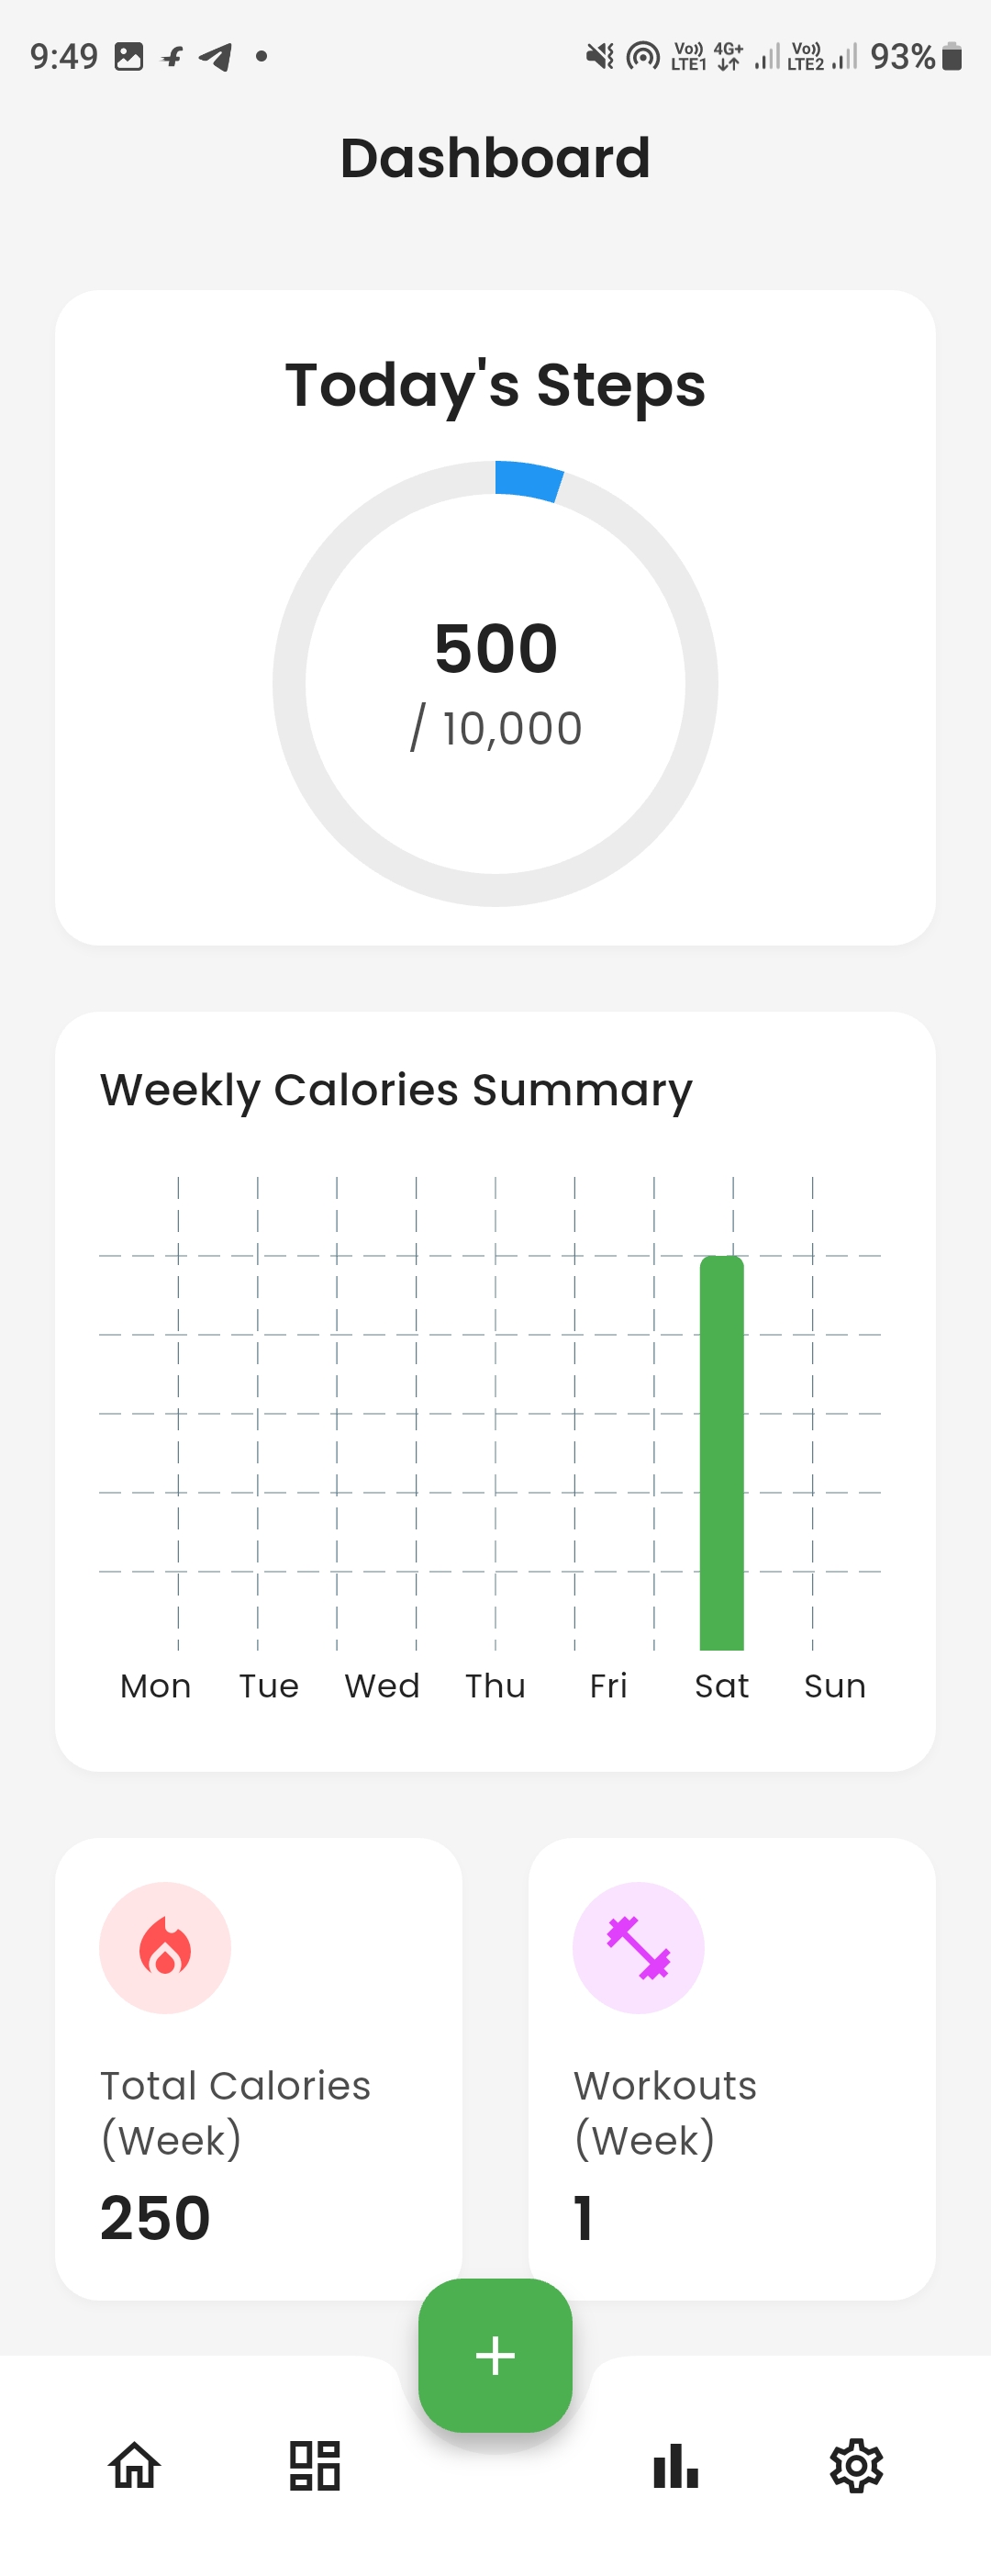 9:49
Vo)) LTE1 4G+ Vo)) LTE2 93%
Dashboard
Today's Steps
500
/ 10,000
Weekly Calories Summary
Mon Tue Wed Thu Fri Sat Sun
Total Calories
(Week)
250
Workouts
(Week)
1